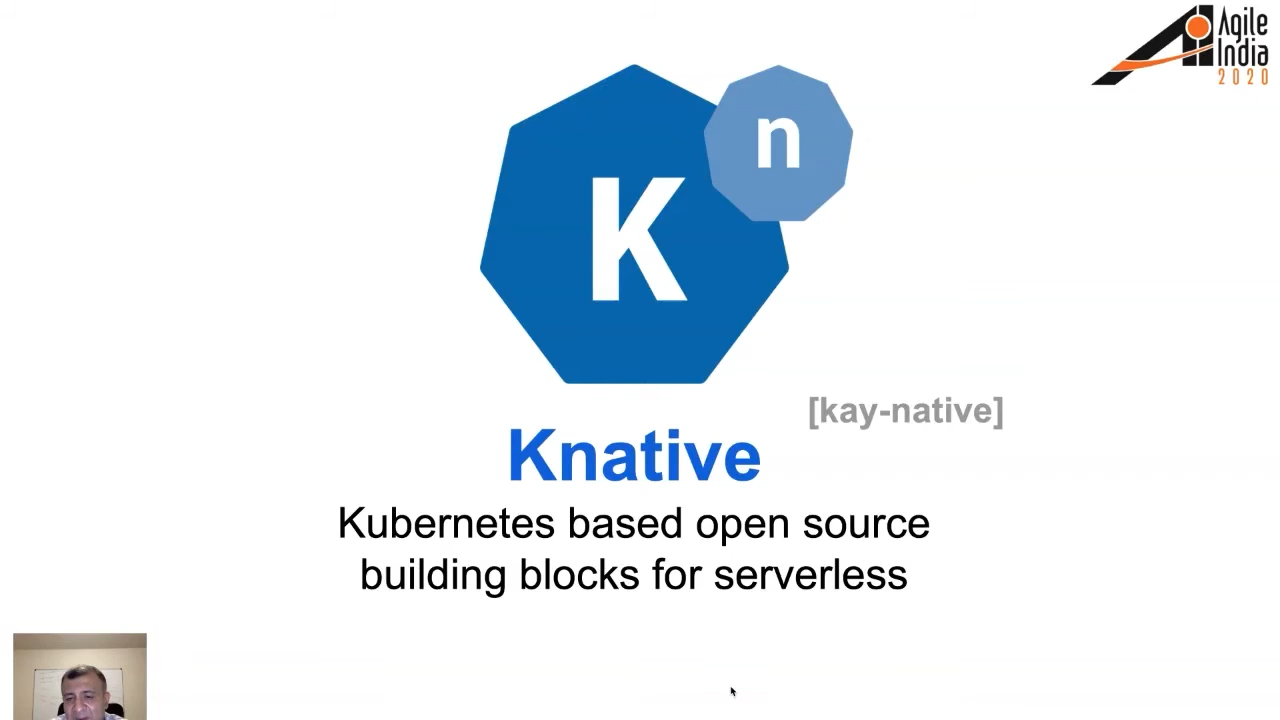 Agile
India
2020
n
K
[kay-native]
Knative
Kubernetes based open source
building blocks for serverless